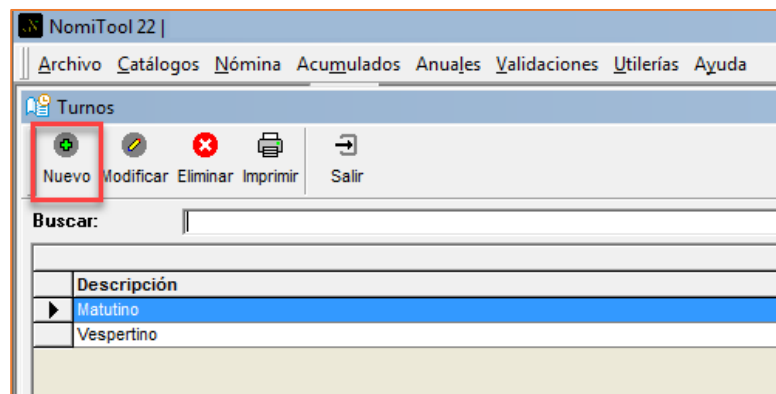 NomiTool 22 |
Archivo Catálogos Nómina Acumulados Anuales Validaciones Utilerías Ayuda
Turnos
Nuevo Modificar Eliminar Imprimir Salir
Buscar:
Descripción
Matutino
Vespertino